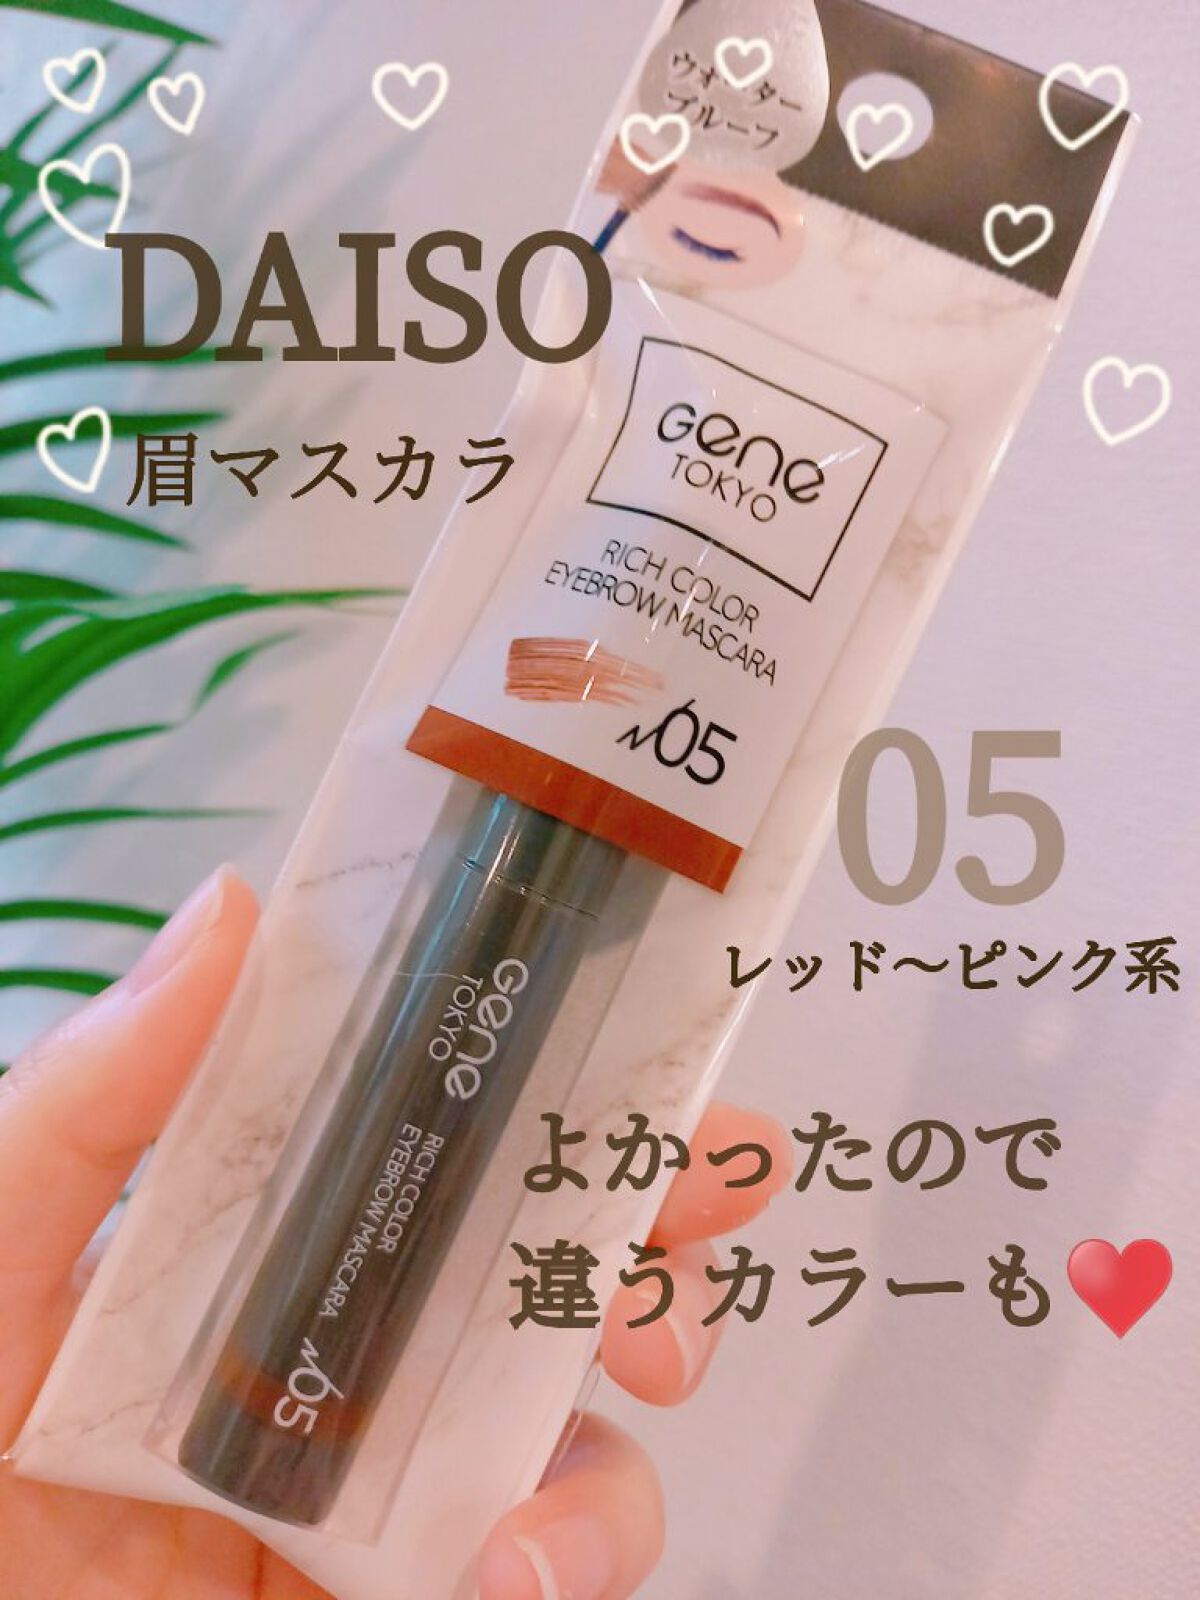 ウォーター
プルーフ
DAISO
眉マスカラ
Gene
TOKYO
RICH COLOR
EYEBROW MASCARA
№05
05
レッド〜ピンク系
Gene
TOKYO
RICH COLOR
EYEBROW MASCARA
№05
よかったので
違うカラーも♥